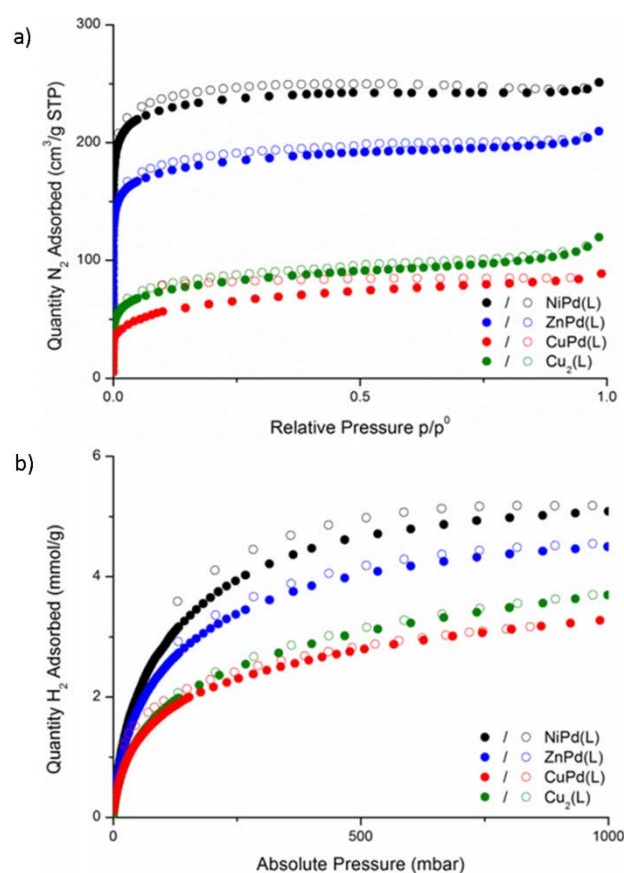 a)
300
200
100
0
Quantity N₂ Adsorbed (cm³/g STP)
/ NiPd(L)
/ ZnPd(L)
/ CuPd(L)
/ Cu₂(L)
0.0 0.5 1.0
Relative Pressure p/p⁰
b)
6
4
2
0
Quantity H₂ Adsorbed (mmol/g)
/ NiPd(L)
/ ZnPd(L)
/ CuPd(L)
/ Cu₂(L)
0 500 1000
Absolute Pressure (mbar)